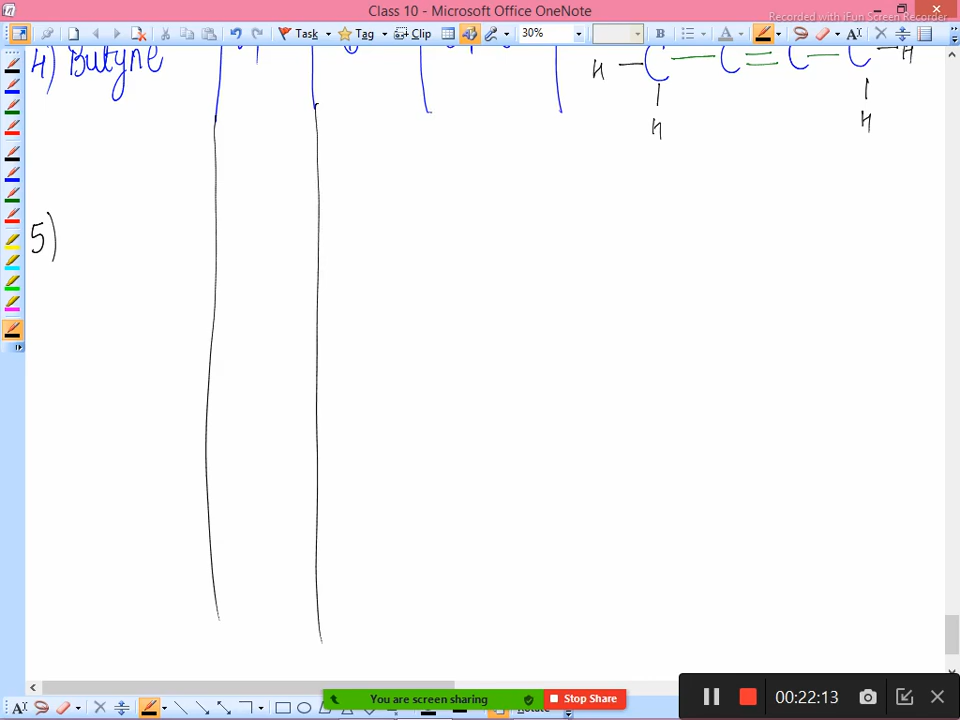 Class 10 - Microsoft Office OneNote
Recorded with iFun Screen Recorder
Task Tag Clip 30% B A
4) Butyne
C C C C H
H
H H
5)
You are screen sharing Stop Share
00:22:13